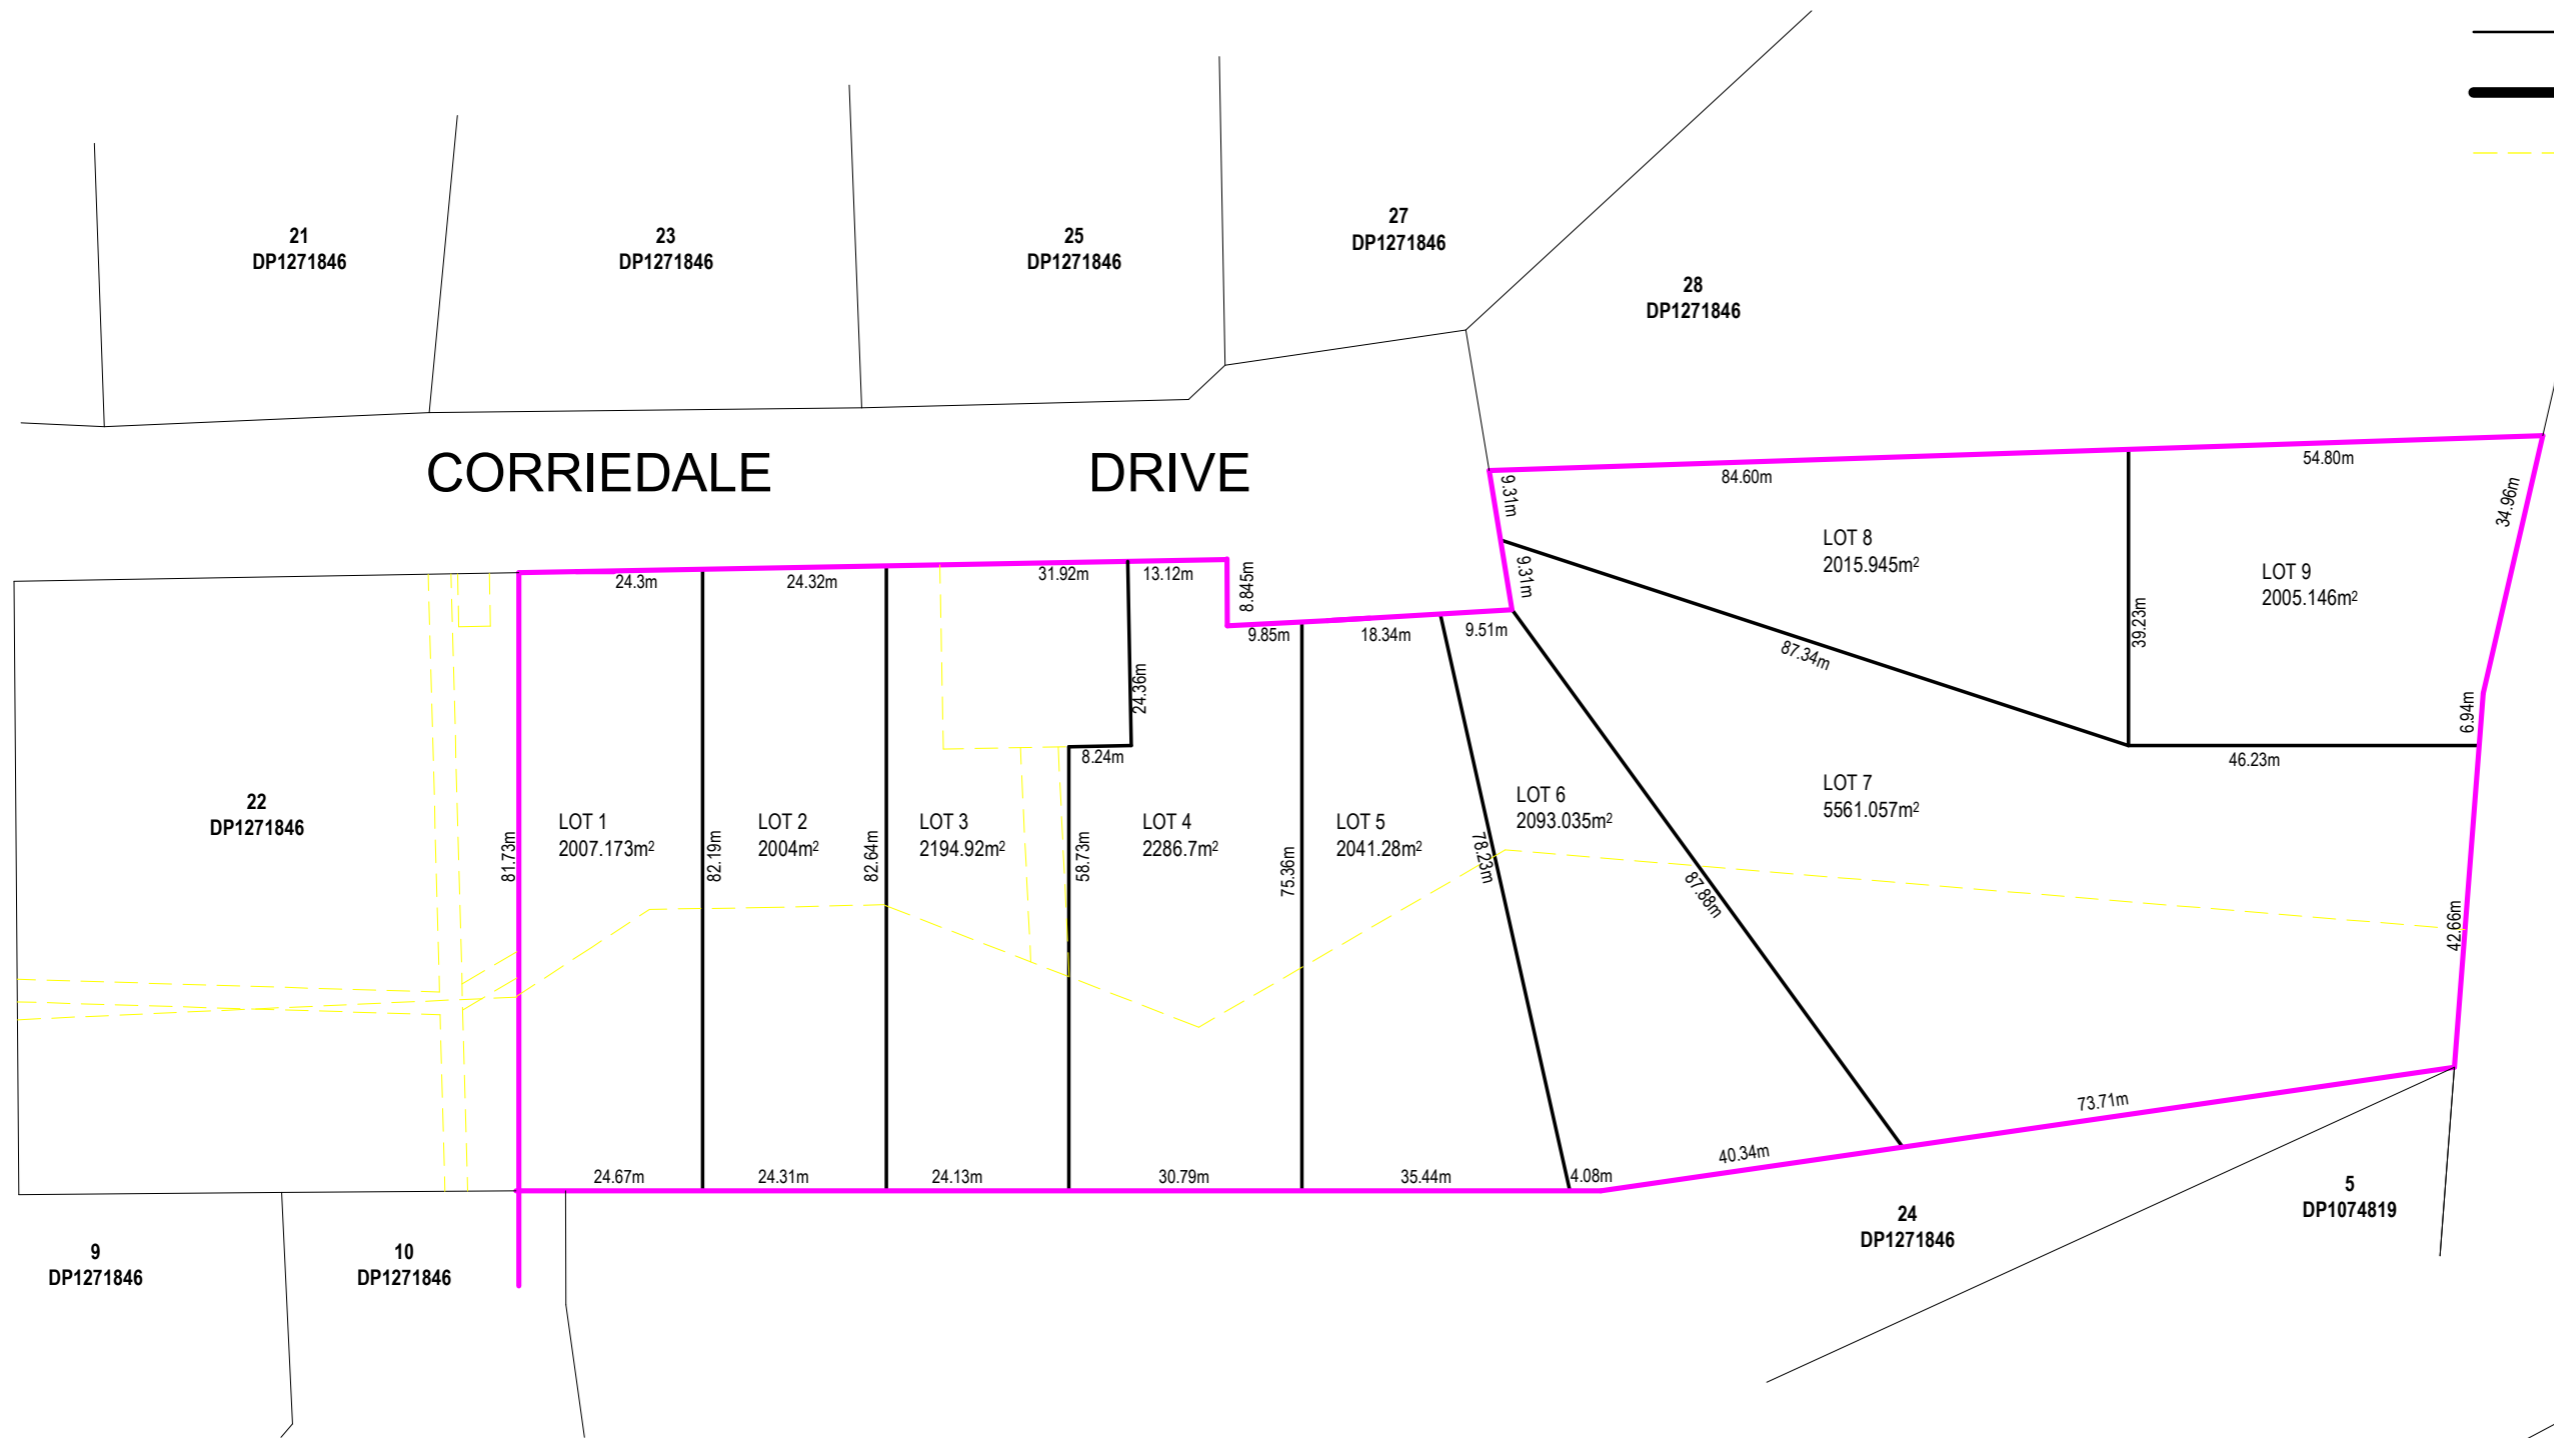 21
DP1271846
23
DP1271846
25
DP1271846
27
DP1271846
28
DP1271846
CORRIEDALE DRIVE
84.60m
54.80m
9.31m
34.96m
LOT 8
2015.945m²
LOT 9
2005.146m²
24.3m
24.32m
31.92m
13.12m
8.845m
9.31m
9.85m
18.34m
9.51m
39.23m
87.34m
24.36m
8.24m
6.94m
46.23m
22
DP1271846
81.73m
LOT 1
2007.173m²
82.19m
LOT 2
2004m²
82.64m
LOT 3
2194.92m²
58.73m
LOT 4
2286.7m²
75.36m
LOT 5
2041.28m²
78.23m
LOT 6
2093.035m²
87.88m
LOT 7
5561.057m²
42.66m
24.67m
24.31m
24.13m
30.79m
35.44m
4.08m
40.34m
73.71m
9
DP1271846
10
DP1271846
24
DP1271846
5
DP1074819